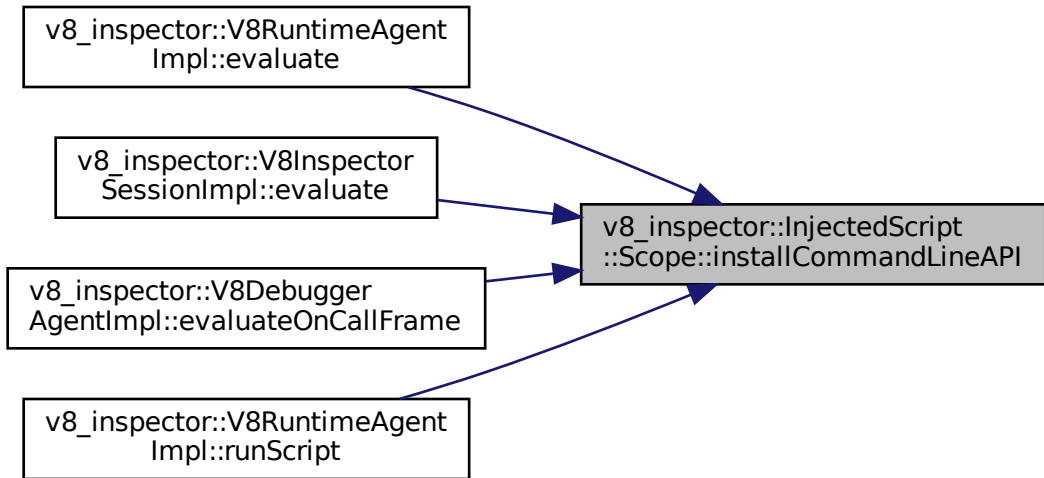 v8_inspector::V8RuntimeAgent
Impl::evaluate
v8_inspector::V8Inspector
SessionImpl::evaluate
v8_inspector::InjectedScript
::Scope::installCommandLineAPI
v8_inspector::V8Debugger
AgentImpl::evaluateOnCallFrame
v8_inspector::V8RuntimeAgent
Impl::runScript